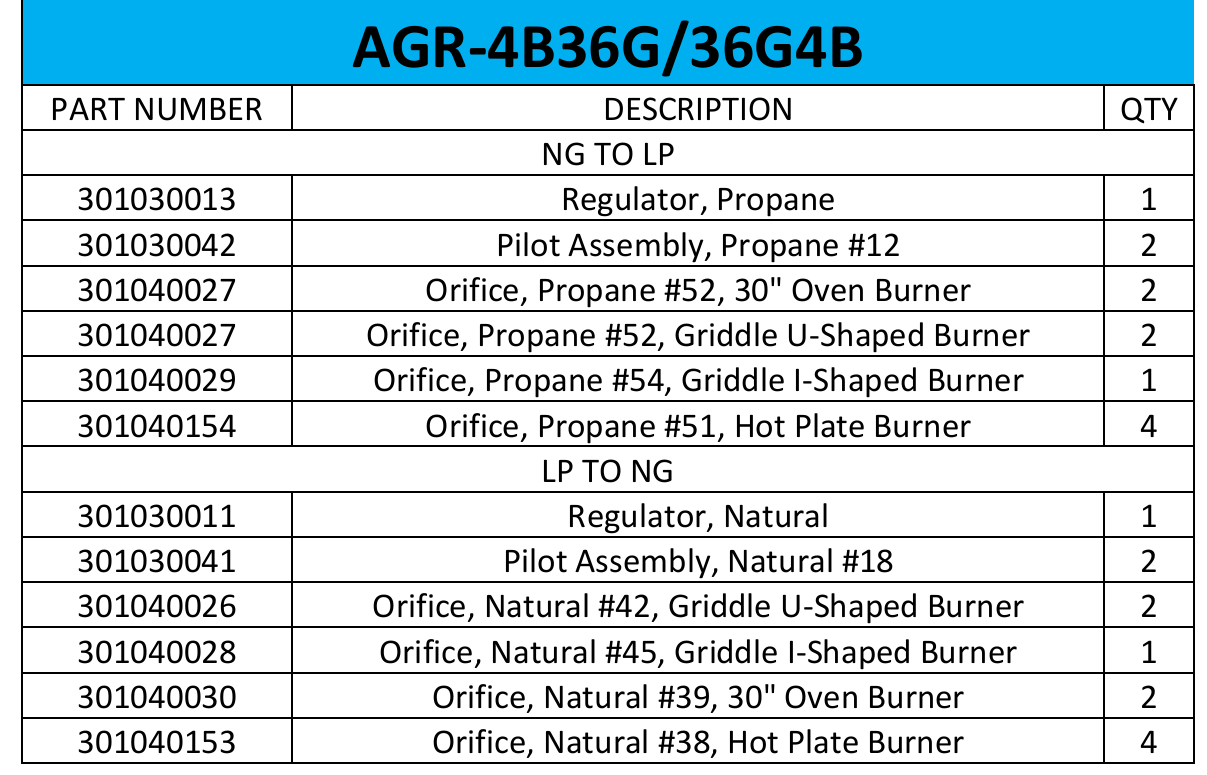 AGR-4B36G/36G4B
PART NUMBER DESCRIPTION QTY
NG TO LP
301030013 Regulator, Propane 1
301030042 Pilot Assembly, Propane #12 2
301040027 Orifice, Propane #52, 30" Oven Burner 2
301040027 Orifice, Propane #52, Griddle U-Shaped Burner 2
301040029 Orifice, Propane #54, Griddle I-Shaped Burner 1
301040154 Orifice, Propane #51, Hot Plate Burner 4
LP TO NG
301030011 Regulator, Natural 1
301030041 Pilot Assembly, Natural #18 2
301040026 Orifice, Natural #42, Griddle U-Shaped Burner 2
301040028 Orifice, Natural #45, Griddle I-Shaped Burner 1
301040030 Orifice, Natural #39, 30" Oven Burner 2
301040153 Orifice, Natural #38, Hot Plate Burner 4